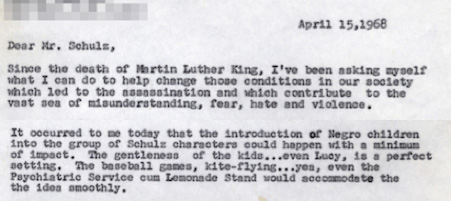 April 15,1968
Dear Mr. Schulz,
Since the death of Martin Luther King, I've been asking myself
what I can do to help change those conditions in our society
which led to the assassination and which contribute to the
vast sea of misunderstanding, fear, hate and violence.
It occurred to me today that the introduction of Negro children
into the group of Schulz characters could happen with a minimum
of impact. The gentleness of the kids...even Lucy, is a perfect
setting. The baseball games, kite-flying...yes, even the
Psychiatric Service cum Lemonade Stand would accommodate the
the idea smoothly.